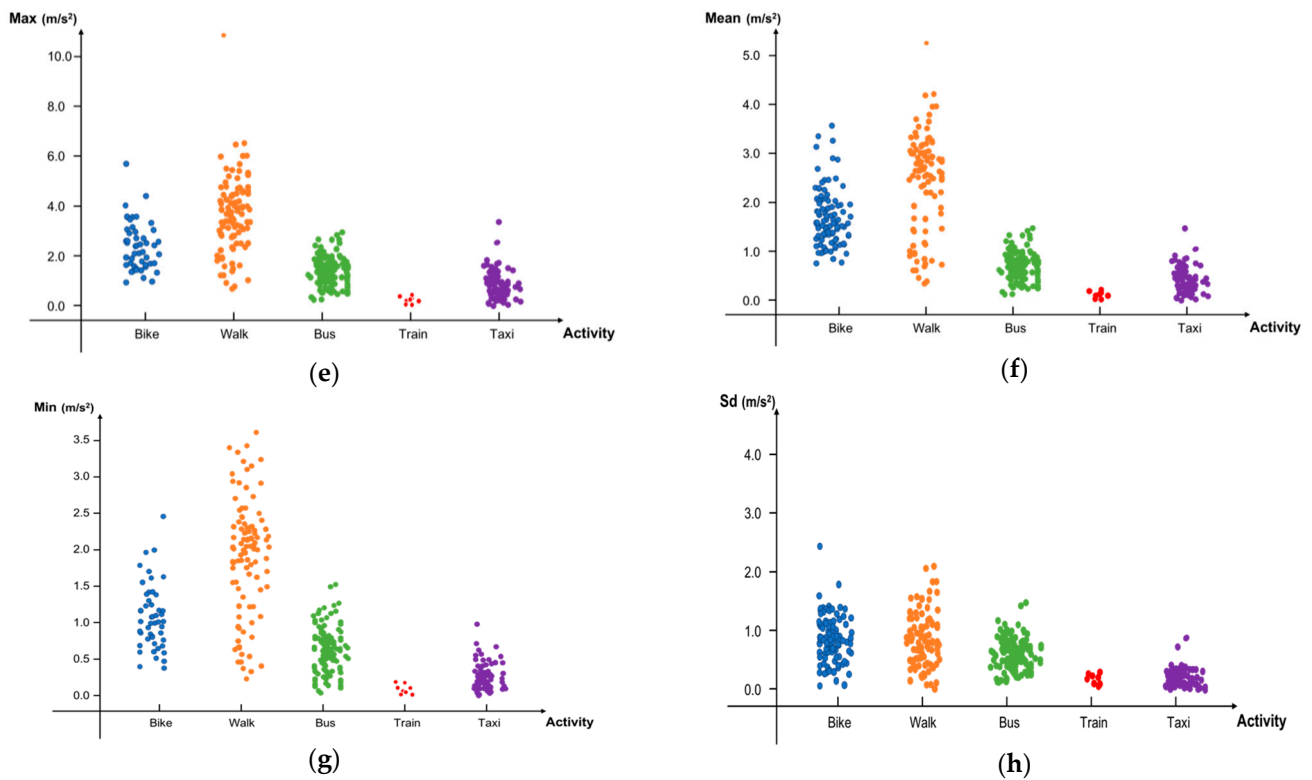 Max (m/s²)
10.0
8.0
6.0
4.0
2.0
0.0
Bike Walk Bus Train Taxi Activity
(e)
Mean (m/s²)
5.0
4.0
3.0
2.0
1.0
0.0
Bike Walk Bus Train Taxi Activity
(f)
Min (m/s²)
3.5
3.0
2.5
2.0
1.5
1.0
0.5
0.0
Bike Walk Bus Train Taxi Activity
(g)
Sd (m/s²)
4.0
3.0
2.0
1.0
0.0
Bike Walk Bus Train Taxi Activity
(h)